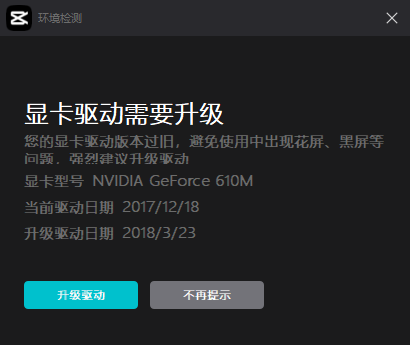 环境检测
显卡驱动需要升级
您的显卡驱动版本过旧，避免使用中出现花屏、黑屏等
问题，强烈建议升级驱动
显卡型号 NVIDIA GeForce 610M
当前驱动日期 2017/12/18
升级驱动日期 2018/3/23
升级驱动 不再提示